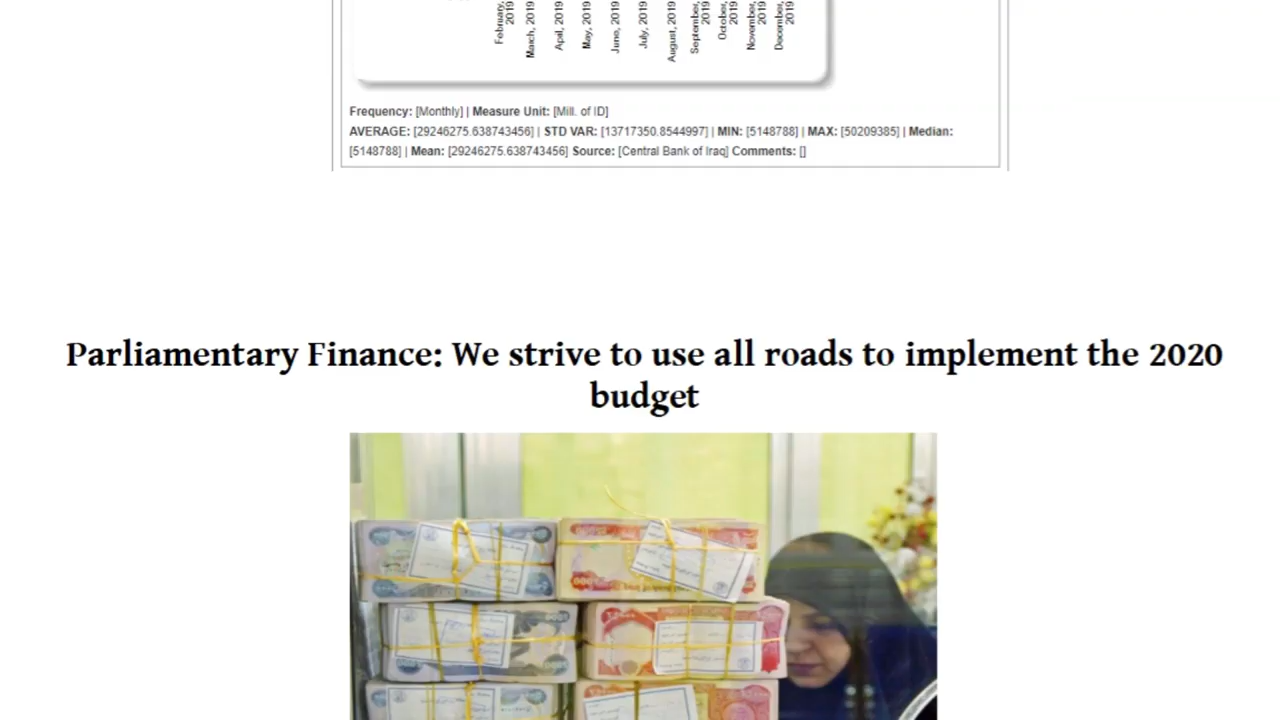 February, 2019
March, 2019
April, 2019
May, 2019
June, 2019
July, 2019
August, 2019
September, 2019
October, 2019
November, 2019
December, 2019
Frequency: [Monthly] | Measure Unit: [Mill. of ID]
AVERAGE: [29246275.638743456] | STD VAR: [13717350.8544997] | MIN: [5148788] | MAX: [50209385] | Median:
[5148788] | Mean: [29246275.638743456] Source: [Central Bank of Iraq] Comments: []
Parliamentary Finance: We strive to use all roads to implement the 2020
budget